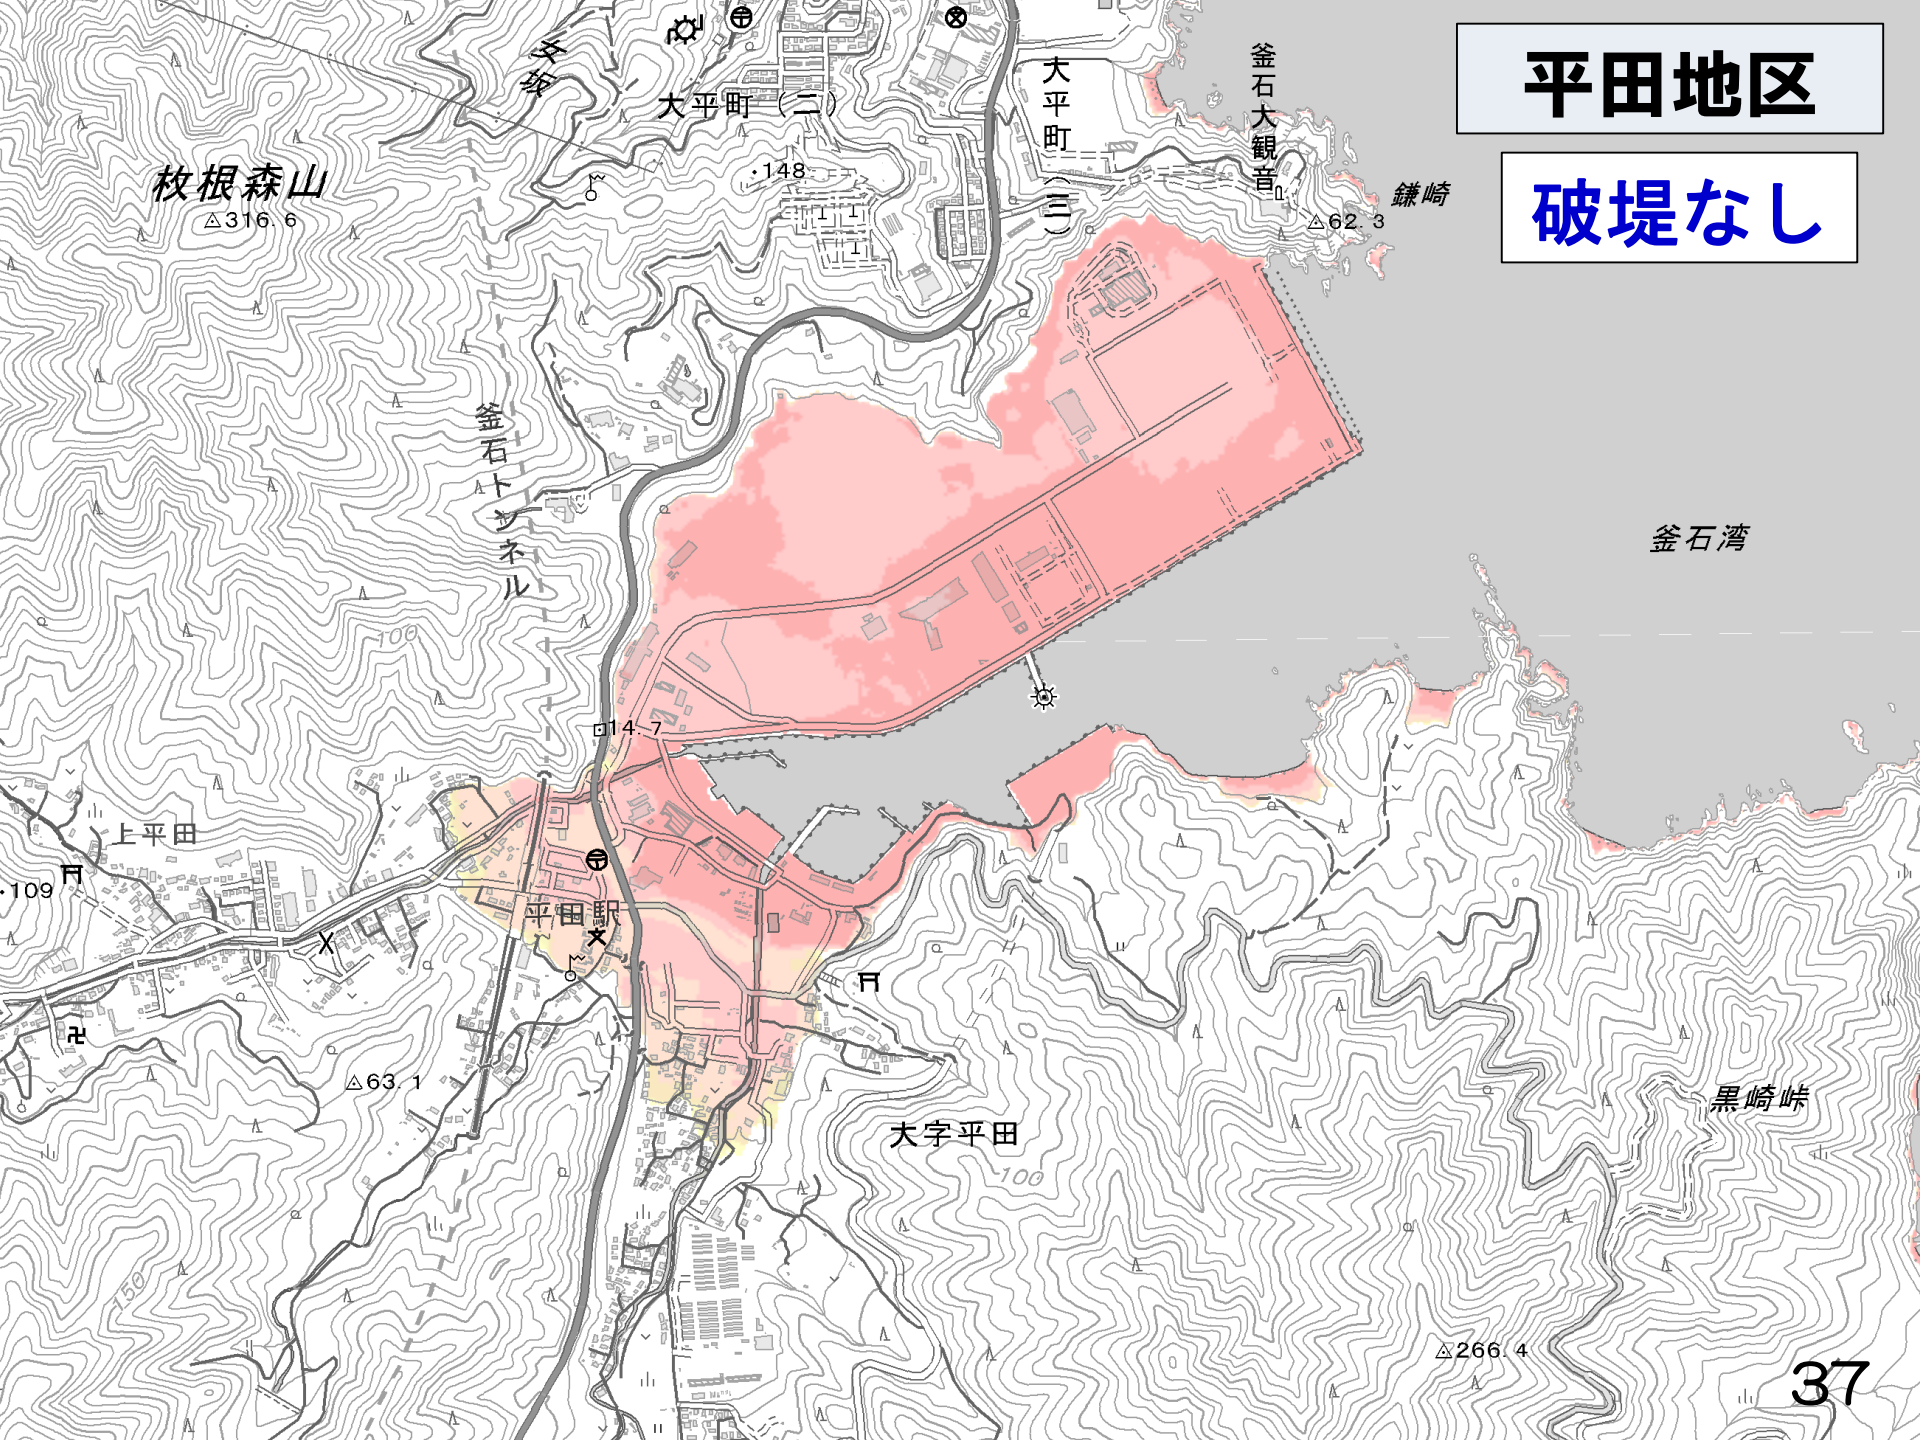 平田地区
破堤なし
女坂
大平町(二)
大平町(三)
釜石大観音
鎌崎
62.3
枚根森山
316.6
148
釜石トンネル
釜石湾
100
14.7
上平田
109
平田駅
63.1
大字平田
100
黒崎峠
150
266.4
37